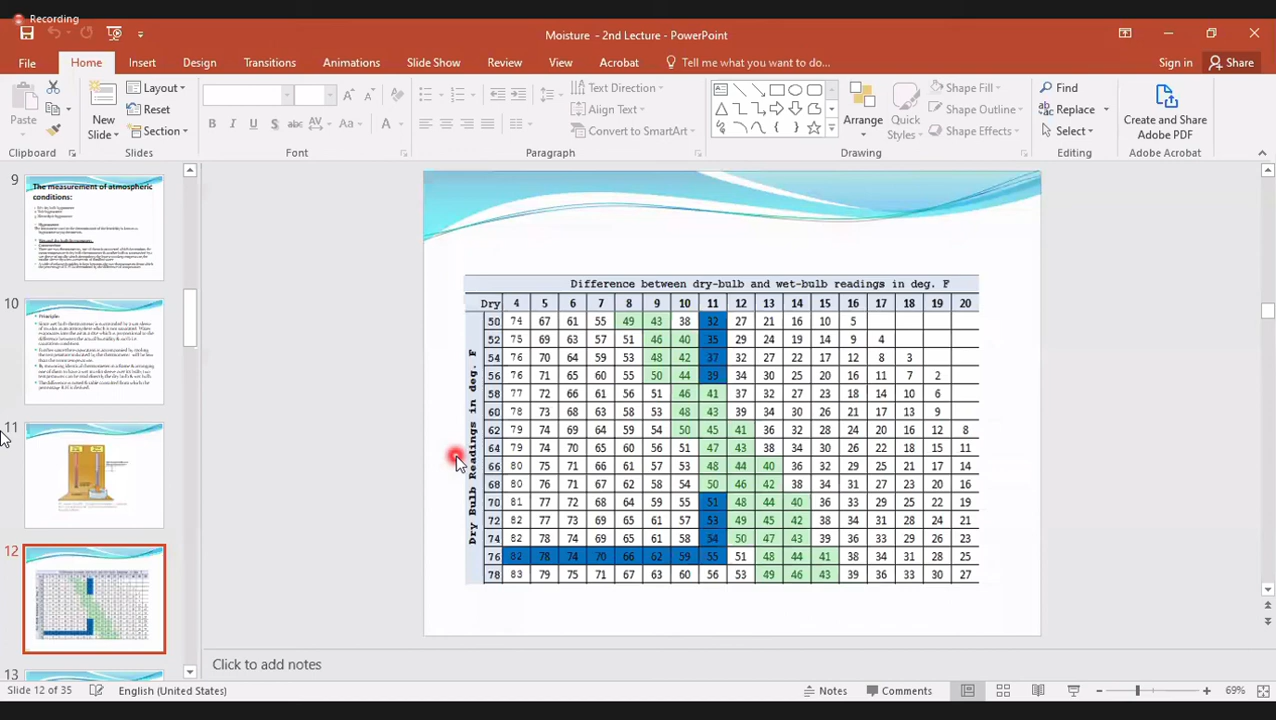 Recording
Moisture - 2nd Lecture - PowerPoint
File Home Insert Design Transitions Animations Slide Show Review View Acrobat Tell me what you want to do... Sign in Share
Paste
New Slide
Layout
Reset
Section
Text Direction
Align Text
Convert to SmartArt
Arrange
Quick Styles
Shape Fill
Shape Outline
Shape Effects
Find
Replace
Select
Create and Share Adobe PDF
Clipboard Slides Font Paragraph Drawing Editing Adobe Acrobat
9
The measurement of atmospheric
conditions:
10
Principle:
11
12
13
Difference between dry-bulb and wet-bulb readings in deg. F
Dry Bulb Readings in deg. F
Dry 4 5 6 7 8 9 10 11 12 13 14 15 16 17 18 19 20
50 74 67 61 55 49 43 38 32 27 21 16 10 5
52 75 69 63 57 51 46 40 35 29 24 19 14 9 4
54 70 64 59 53 48 42 37 32 27 22 17 12 8 3
56 76 71 65 60 55 50 44 39 34 30 25 20 16 11 7 2
58 77 72 66 61 56 51 46 41 37 32 27 23 18 14 10 6
60 78 73 68 63 58 53 48 43 39 34 30 26 21 17 13 9
62 79 74 69 64 59 54 50 45 41 36 32 28 24 20 16 12 8
64 79 74 70 65 60 56 51 47 43 38 34 30 26 22 18 15 11
66 80 75 71 66 61 57 53 48 44 40 36 32 29 25 21 17 14
68 80 76 71 67 62 58 54 50 46 42 38 34 31 27 23 20 16
70 81 77 72 68 64 59 55 51 48 44 40 36 33 29 25 22 19
72 82 77 73 69 65 61 57 53 49 45 42 38 34 31 28 24 21
74 82 78 74 69 65 61 58 54 50 47 43 39 36 33 29 26 23
76 82 78 74 70 66 62 59 55 51 48 44 41 38 34 31 28 25
78 83 79 75 71 67 63 60 56 53 49 46 43 39 36 33 30 27
Click to add notes
Slide 12 of 35 English (United States) Notes Comments 69%